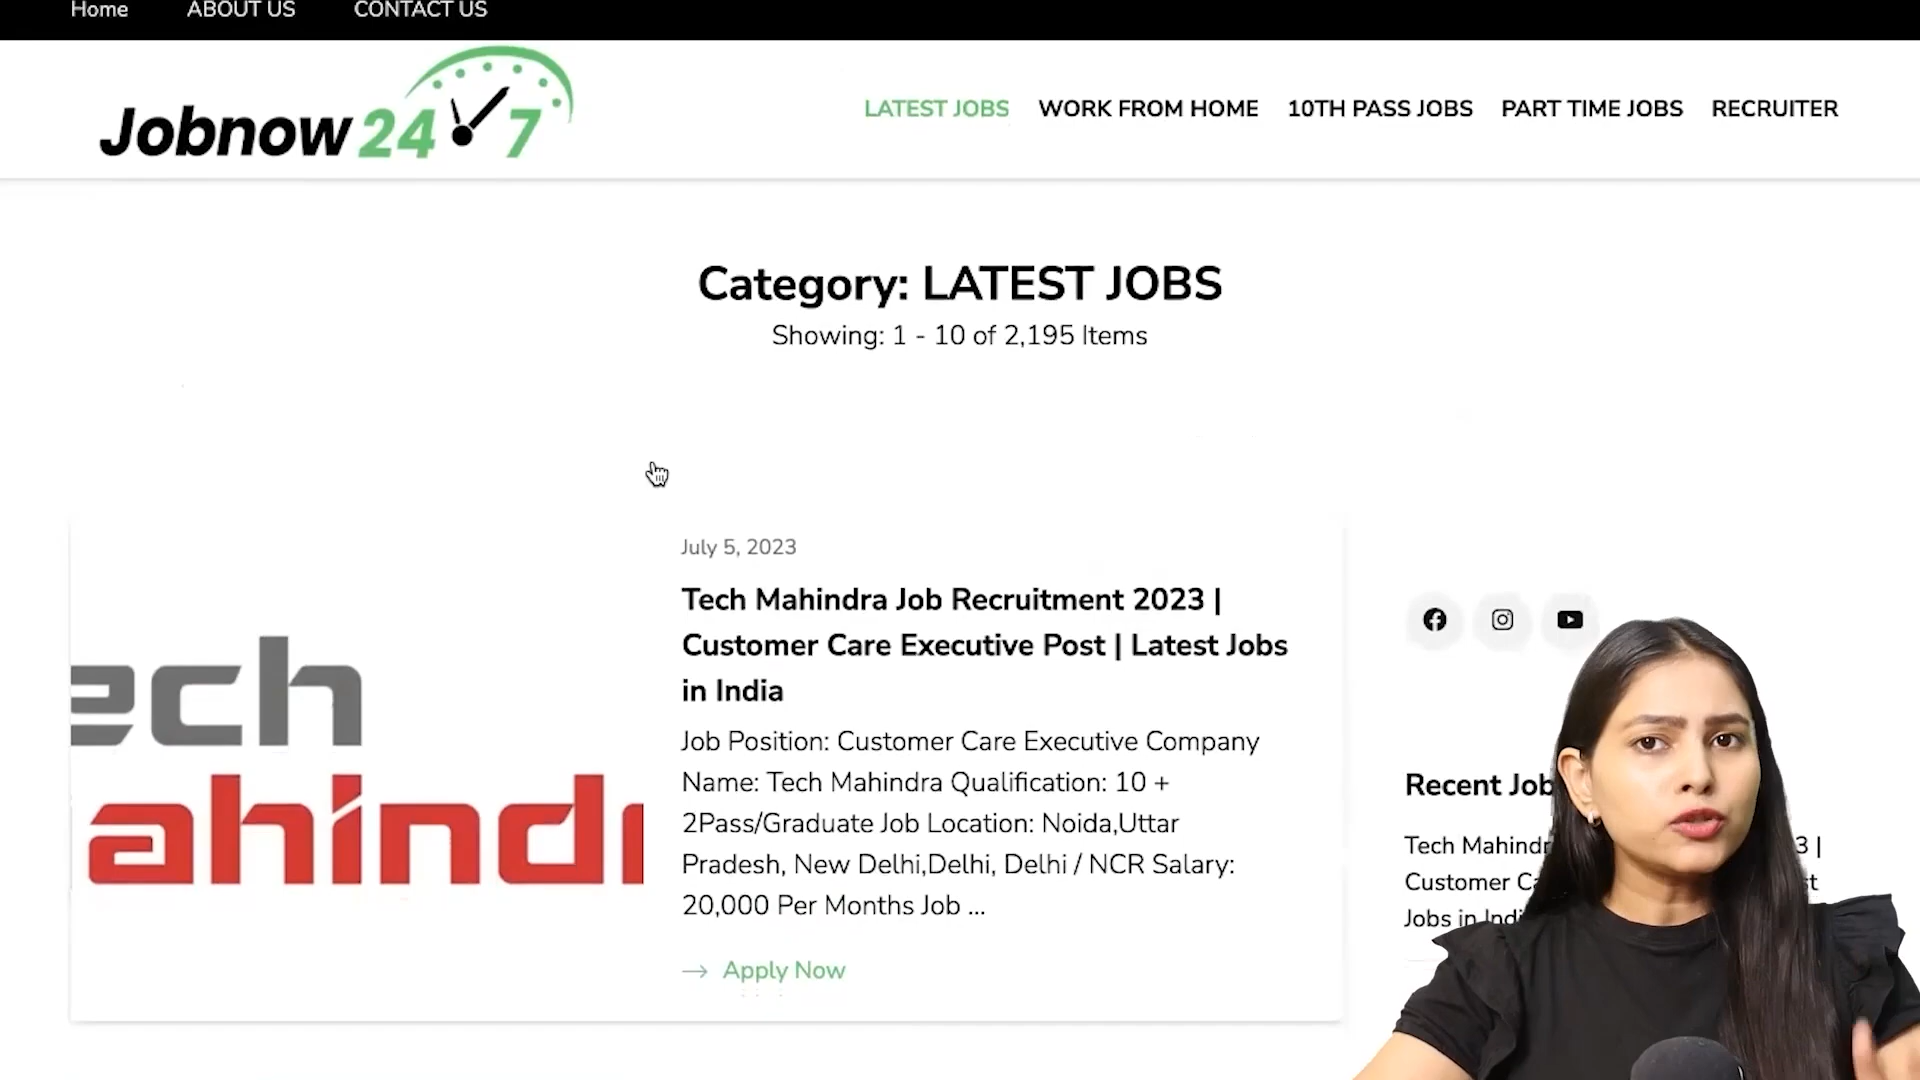 Home ABOUT US CONTACT US
Jobnow 24 7
LATEST JOBS WORK FROM HOME 10TH PASS JOBS PART TIME JOBS RECRUITER
Category: LATEST JOBS
Showing: 1 - 10 of 2,195 Items
July 5, 2023
Tech Mahindra Job Recruitment 2023 |
Customer Care Executive Post | Latest Jobs
in India
Job Position: Customer Care Executive Company
Name: Tech Mahindra Qualification: 10 +
2Pass/Graduate Job Location: Noida,Uttar
Pradesh, New Delhi,Delhi, Delhi / NCR Salary:
20,000 Per Months Job ...
→ Apply Now
ech
ahind
Recent Job
Tech Mahind 3 |
Customer C st
Jobs in Ind